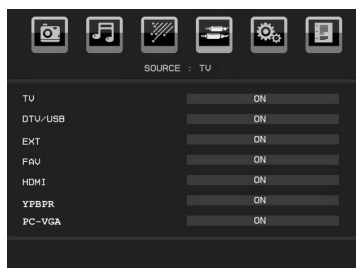 SOURCE : TV
TV ON
DTV/USB ON
EXT ON
FAV ON
HDMI ON
YPBPR ON
PC-VGA ON